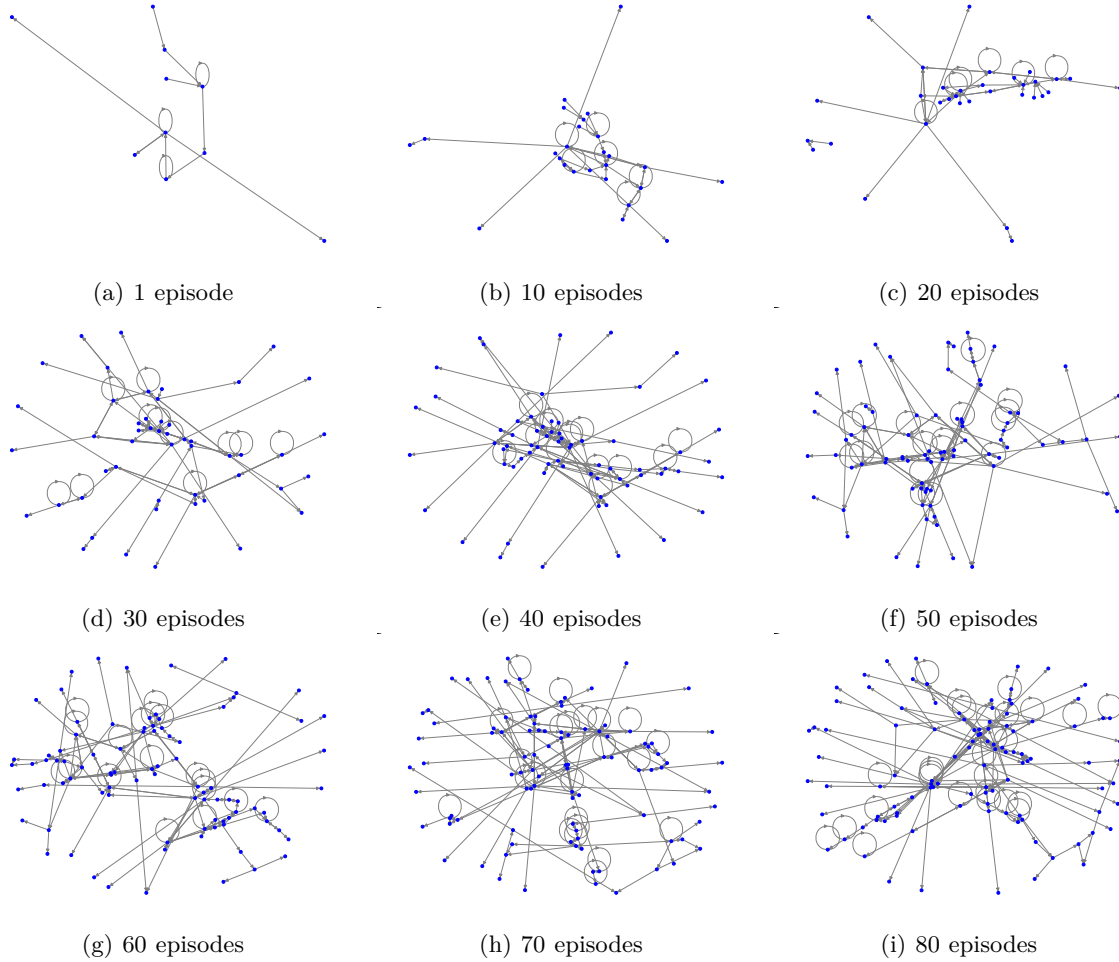 (a) 1 episode
(b) 10 episodes
(c) 20 episodes
(d) 30 episodes
(e) 40 episodes
(f) 50 episodes
(g) 60 episodes
(h) 70 episodes
(i) 80 episodes